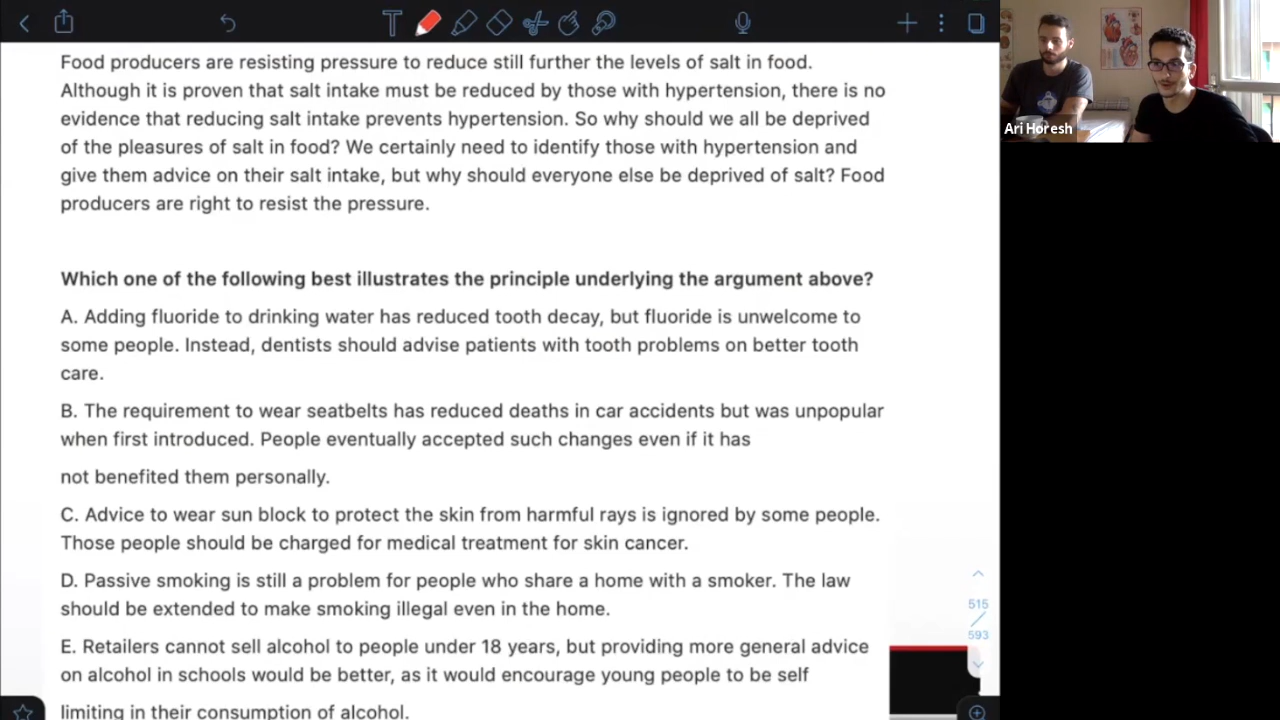 Food producers are resisting pressure to reduce still further the levels of salt in food.
Although it is proven that salt intake must be reduced by those with hypertension, there is no
evidence that reducing salt intake prevents hypertension. So why should we all be deprived
of the pleasures of salt in food? We certainly need to identify those with hypertension and
give them advice on their salt intake, but why should everyone else be deprived of salt? Food
producers are right to resist the pressure.
Which one of the following best illustrates the principle underlying the argument above?
A. Adding fluoride to drinking water has reduced tooth decay, but fluoride is unwelcome to
some people. Instead, dentists should advise patients with tooth problems on better tooth
care.
B. The requirement to wear seatbelts has reduced deaths in car accidents but was unpopular
when first introduced. People eventually accepted such changes even if it has
not benefited them personally.
C. Advice to wear sun block to protect the skin from harmful rays is ignored by some people.
Those people should be charged for medical treatment for skin cancer.
D. Passive smoking is still a problem for people who share a home with a smoker. The law
should be extended to make smoking illegal even in the home.
E. Retailers cannot sell alcohol to people under 18 years, but providing more general advice
on alcohol in schools would be better, as it would encourage young people to be self
limiting in their consumption of alcohol.
515
593
Ari Horesh